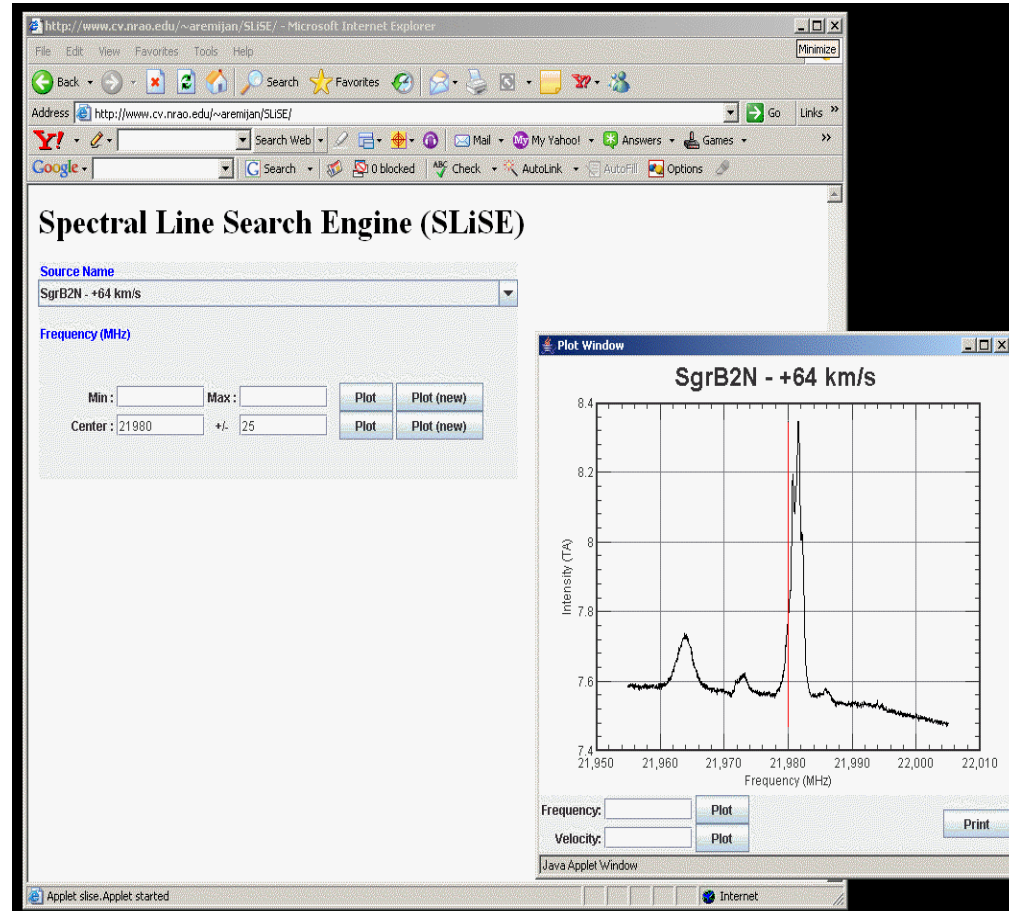 http://www.cv.nrao.edu/~aremijan/SLiSE/ - Microsoft Internet Explorer
File Edit View Favorites Tools Help
Minimize
Back Search Favorites
Address http://www.cv.nrao.edu/~aremijan/SLiSE/ Go Links »
Y! Search Web Mail My Yahoo! Answers Games »
Google Search 0 blocked ABC Check AutoLink AutoFill Options
Spectral Line Search Engine (SLiSE)
Source Name
SgrB2N - +64 km/s
Frequency (MHz)
Min : Max : Plot Plot (new)
Center : 21980 +/- 25 Plot Plot (new)
Plot Window
SgrB2N - +64 km/s
8.4
8.2
8
7.8
7.6
7.4
Intensity (TA)
21,950 21,960 21,970 21,980 21,990 22,000 22,010
Frequency (MHz)
Frequency: Plot
Print
Velocity: Plot
Java Applet Window
Applet slise.Applet started Internet